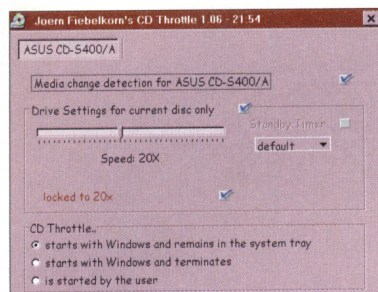 Joern Fiebelkorn's CD Throttle 1.06 - 21:54
ASUS CD-S400/A
Media change detection for ASUS CD-S400/A
Drive Settings for current disc only
Standby Timer
default
Speed: 20X
locked to 20x
CD Throttle..
starts with Windows and remains in the system tray
starts with Windows and terminates
is started by the user